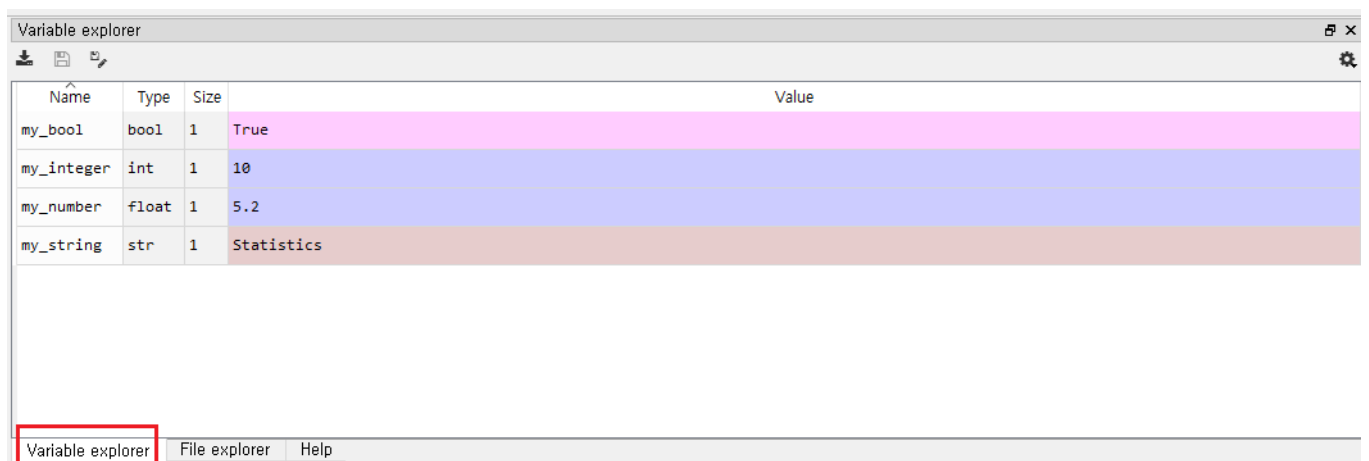 Variable explorer
Name Type Size Value
my_bool bool 1 True
my_integer int 1 10
my_number float 1 5.2
my_string str 1 Statistics
Variable explorer File explorer Help